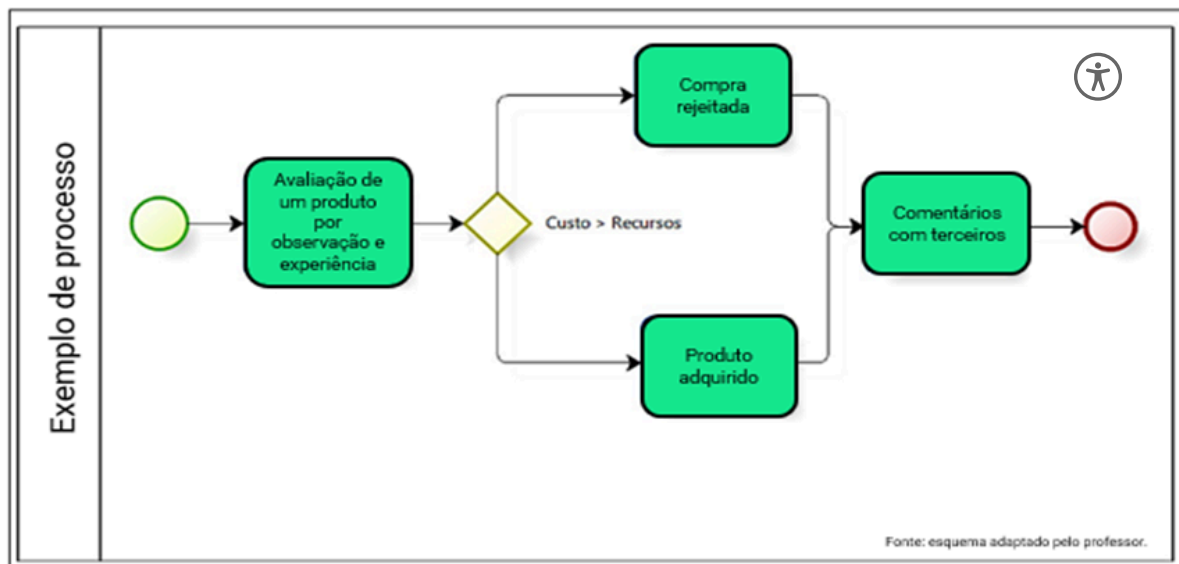 Exemplo de processo
Avaliação de
um produto
por
observação e
experiência
Custo > Recursos
Compra
rejeitada
Produto
adquirido
Comentários
com terceiros
Fonte: esquema adaptado pelo professor.